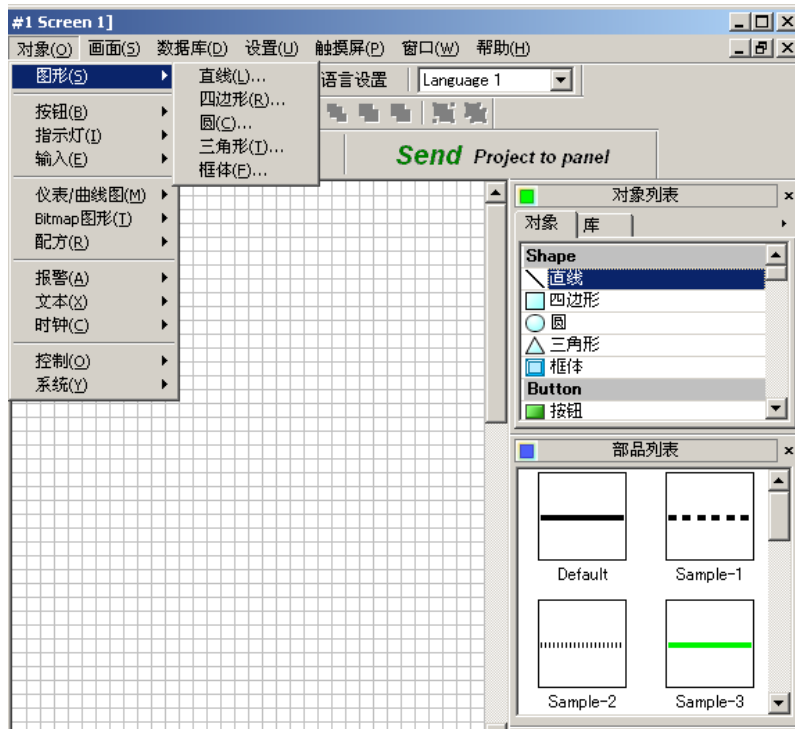 #1 Screen 1]
对象(O) 画面(S) 数据库(D) 设置(U) 触摸屏(P) 窗口(W) 帮助(H)
图形(S)
按钮(B)
指示灯(I)
输入(E)
仪表/曲线图(M)
Bitmap图形(T)
配方(R)
报警(A)
文本(X)
时钟(C)
控制(O)
系统(Y)
直线(L)...
四边形(R)...
圆(C)...
三角形(T)...
框体(F)...
语言设置 Language 1
Send Project to panel
对象列表
对象 库
Shape
直线
四边形
圆
三角形
框体
Button
按钮
部品列表
Default Sample-1
Sample-2 Sample-3